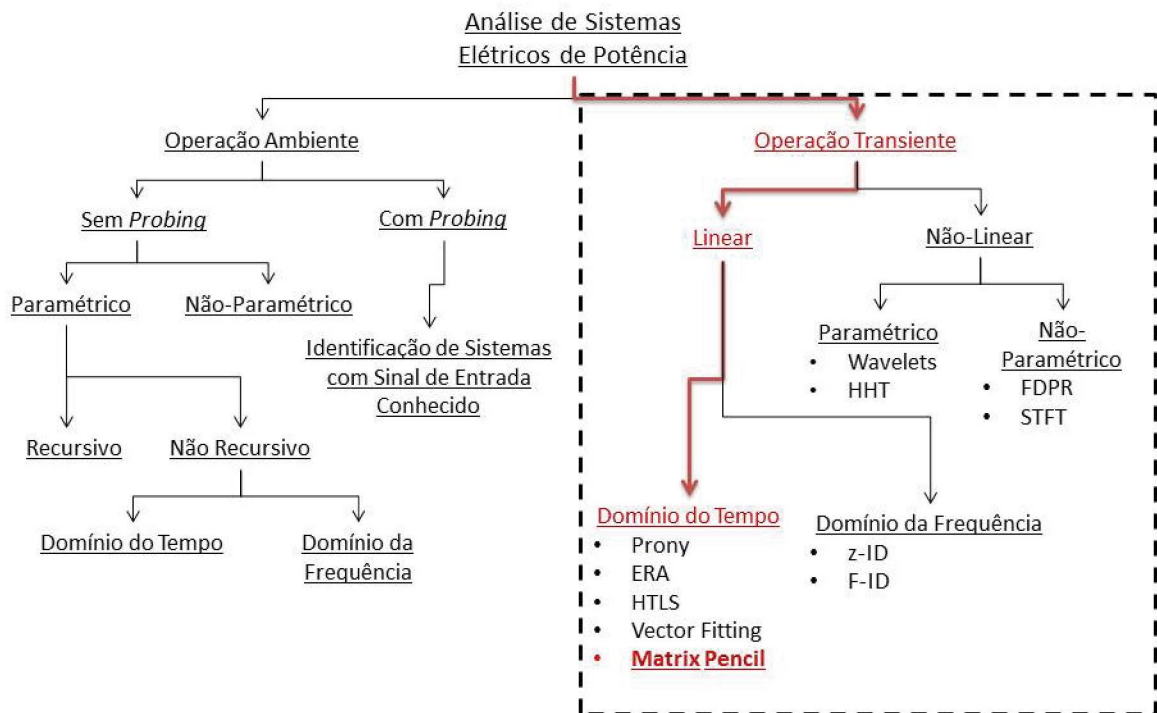 Análise de Sistemas
Elétricos de Potência
Operação Ambiente
Operação Transiente
Sem Probing
Com Probing
Linear
Não-Linear
Paramétrico
Não-Paramétrico
Identificação de Sistemas
com Sinal de Entrada
Conhecido
Paramétrico
• Wavelets
• HHT
Não-
Paramétrico
• FDPR
• STFT
Recursivo
Não Recursivo
Domínio do Tempo
Domínio da
Frequência
Domínio do Tempo
• Prony
• ERA
• HTLS
• Vector Fitting
• Matrix Pencil
Domínio da Frequência
• z-ID
• F-ID